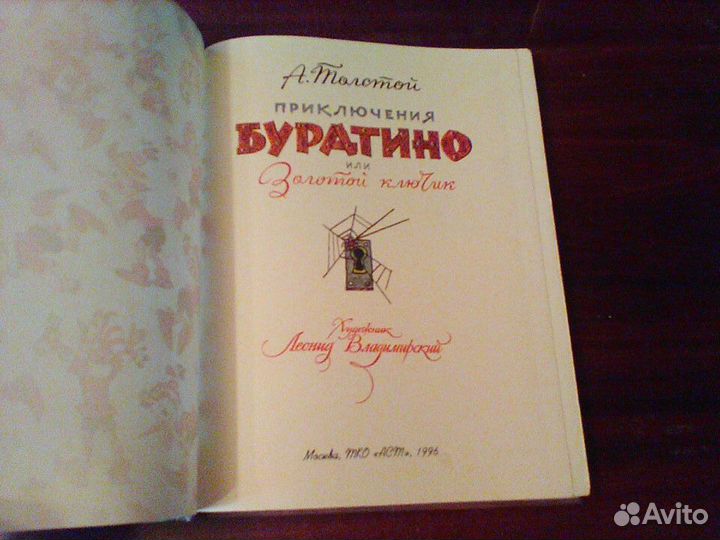 А. Толстой
ПРИКЛЮЧЕНИЯ
БУРАТИНО
ИЛИ
Золотой ключик
Художник
Леонид Владимирский
Москва, ТКО «АСТ», 1996
Avito